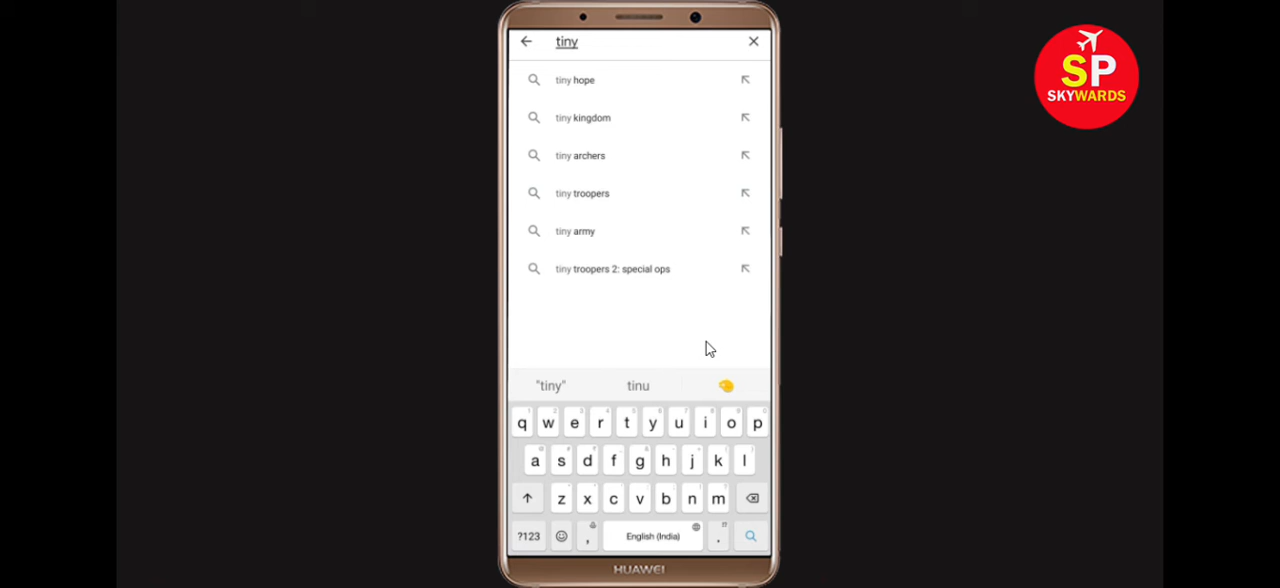 tiny
tiny hope
tiny kingdom
tiny archers
tiny troopers
tiny army
tiny troopers 2: special ops
SP
SKYWARDS
"tiny" tinu
q w e r t y u i o p
a s d f g h j k l
z x c v b n m
?123 , English (India) .
HUAWEI